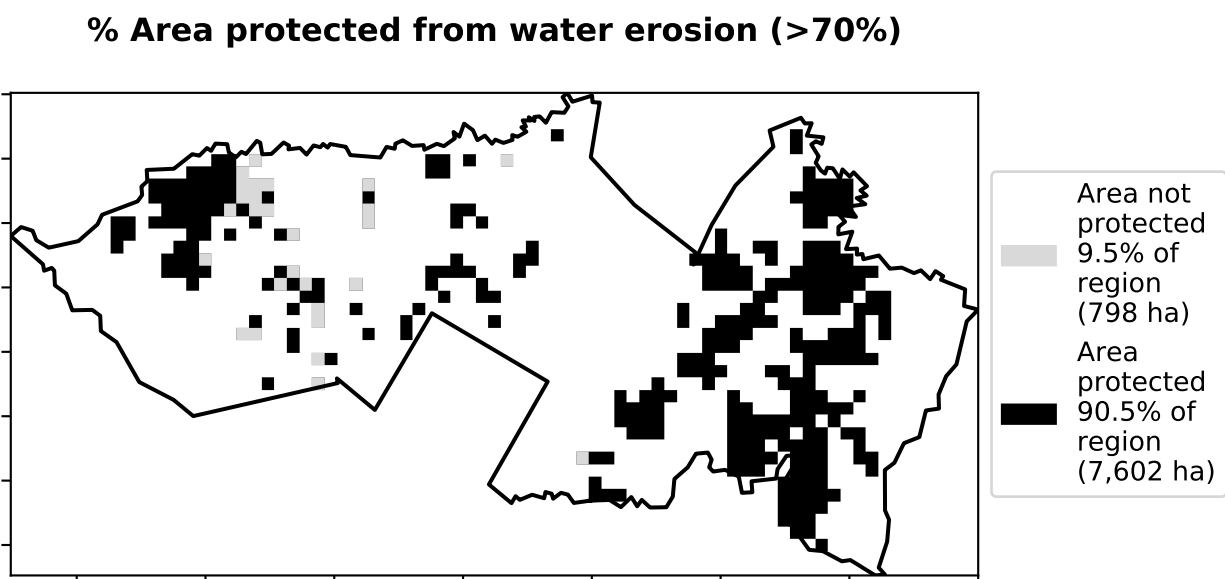 % Area protected from water erosion (>70%)
Area not
protected
9.5% of
region
(798 ha)
Area
protected
90.5% of
region
(7,602 ha)